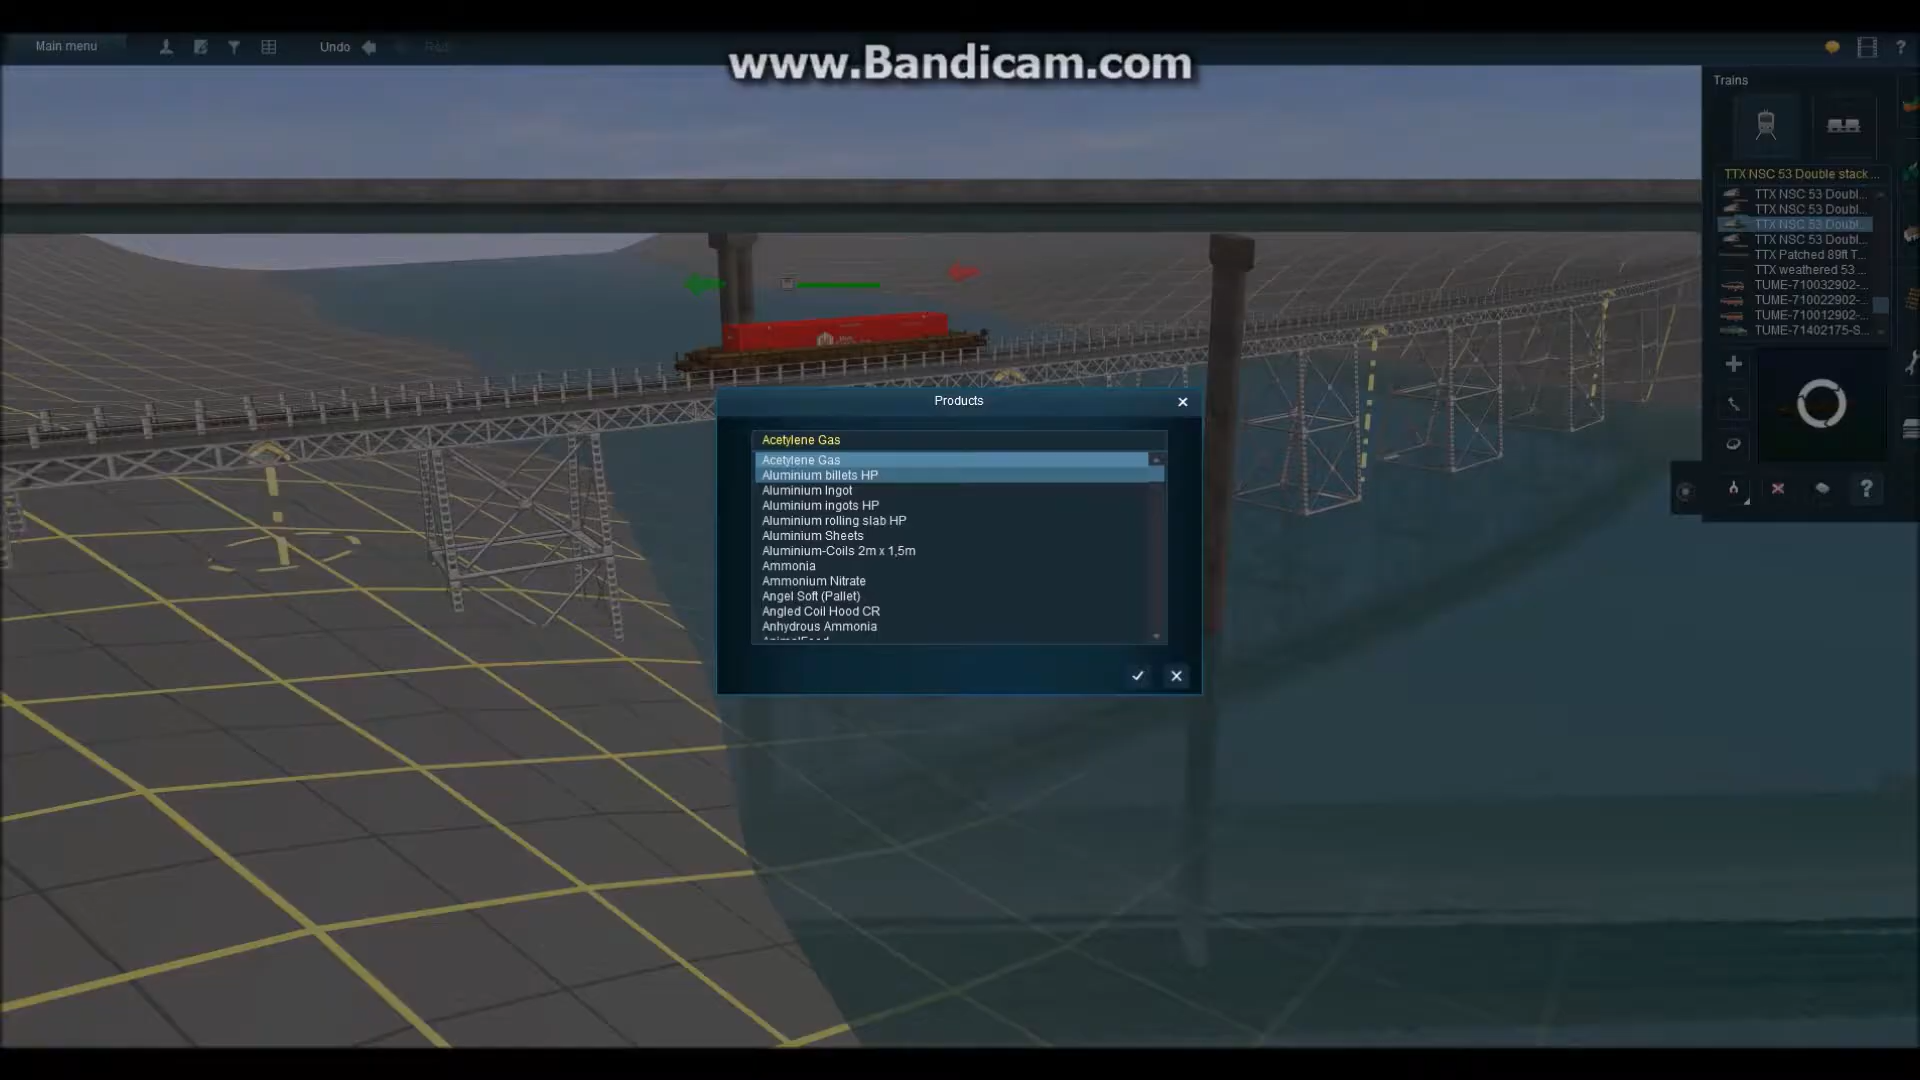 www.Bandicam.com
Main menu
Undo
Trains
TTX NSC 53 Double stack ...
TTX NSC 53 Doubl...
TTX NSC 53 Doubl...
TTX NSC 53 Doubl...
TTX NSC 53 Doubl...
TTX Patched 89ft T...
TTX weathered 53 ...
TUME-710032902-...
TUME-710022902-...
TUME-710012902-...
TUME-71402175-S...
Products
Acetylene Gas
Acetylene Gas
Aluminium billets HP
Aluminium Ingot
Aluminium ingots HP
Aluminium rolling slab HP
Aluminium Sheets
Aluminium-Coils 2m x 1,5m
Ammonia
Ammonium Nitrate
Angel Soft (Pallet)
Angled Coil Hood CR
Anhydrous Ammonia